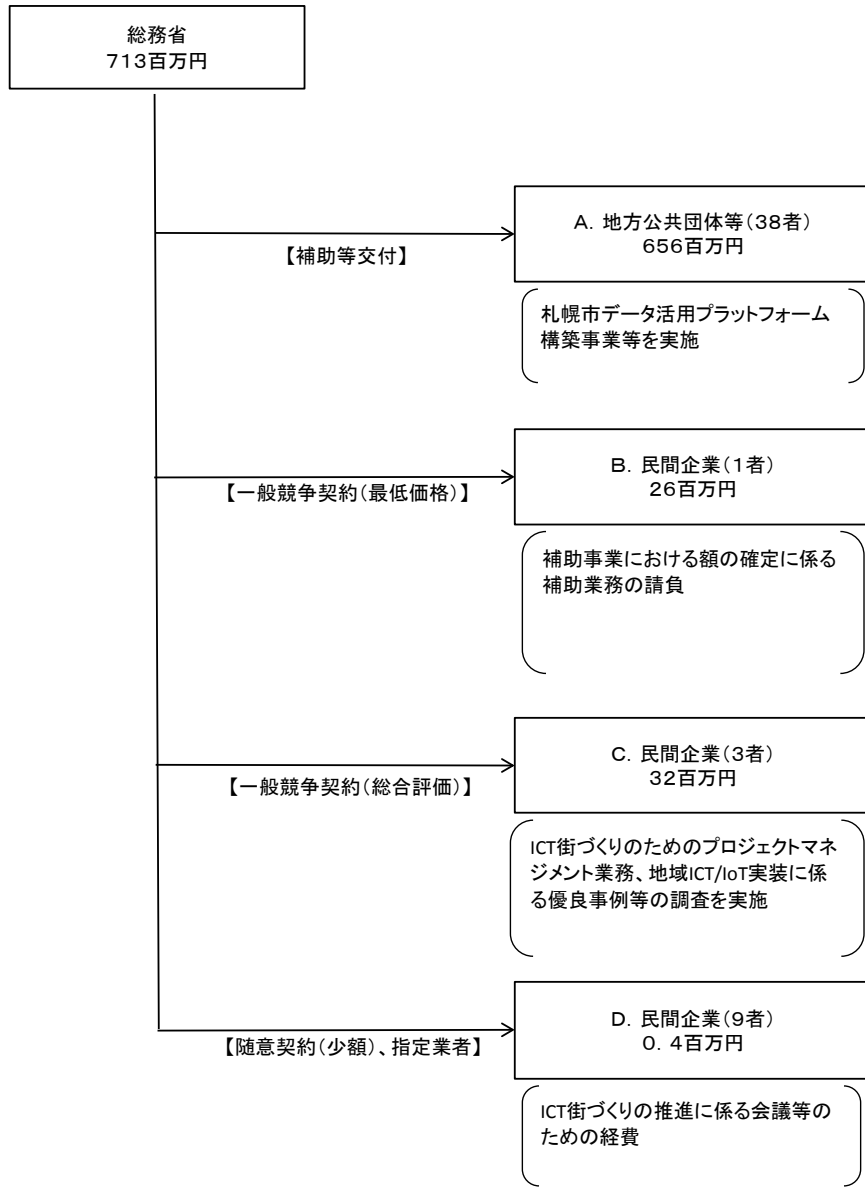 総務省
713百万円
A. 地方公共団体等(38者)
656百万円
【補助等交付】
札幌市データ活用プラットフォーム
構築事業等を実施
B. 民間企業(1者)
26百万円
【一般競争契約(最低価格)】
補助事業における額の確定に係る
補助業務の請負
C. 民間企業(3者)
32百万円
【一般競争契約(総合評価)】
ICT街づくりのためのプロジェクトマネ
ジメント業務、地域ICT/IoT実装に係
る優良事例等の調査を実施
D. 民間企業(9者)
0.4百万円
【随意契約(少額)、指定業者】
ICT街づくりの推進に係る会議等の
ための経費